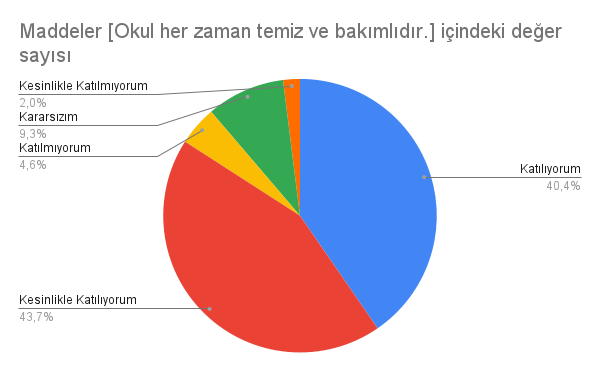 Maddeler [Okul her zaman temiz ve bakımlıdır.] içindeki değer
sayısı
Kesinlikle Katılmıyorum
2,0%
Kararsızım
9,3%
Katılmıyorum
4,6%
Katılıyorum
40,4%
Kesinlikle Katılıyorum
43,7%